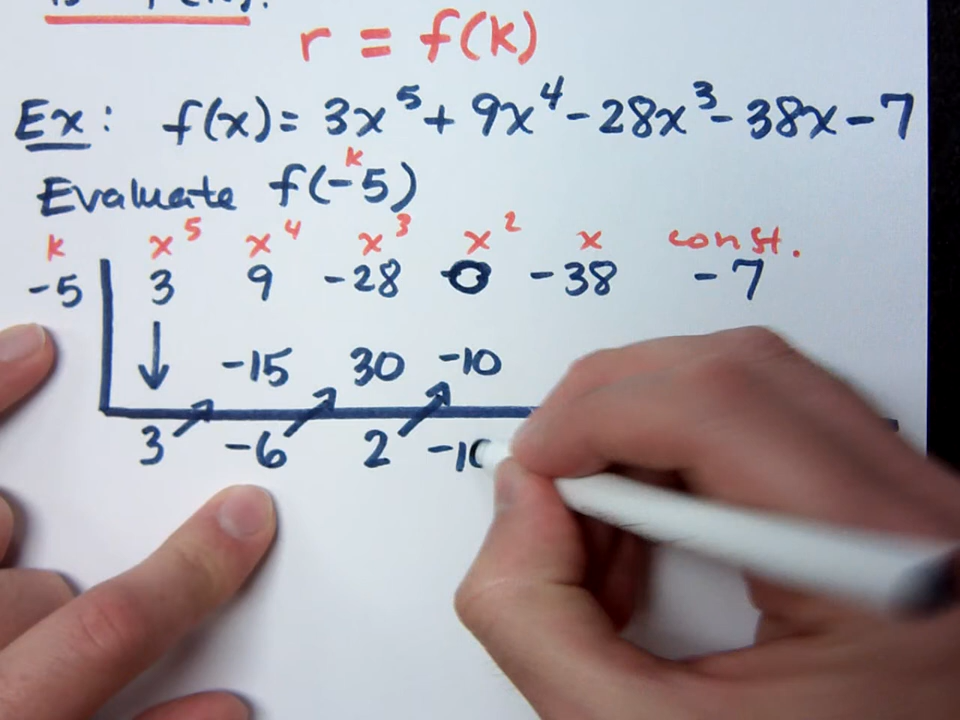 r = f(k)
Ex: f(x) = 3x⁵ + 9x⁴ - 28x³ - 38x - 7
k
Evaluate f(-5)
k x⁵ x⁴ x³ x² x const.
-5 3 9 -28 0 -38 -7
-15 30 -10
3 -6 2 -10